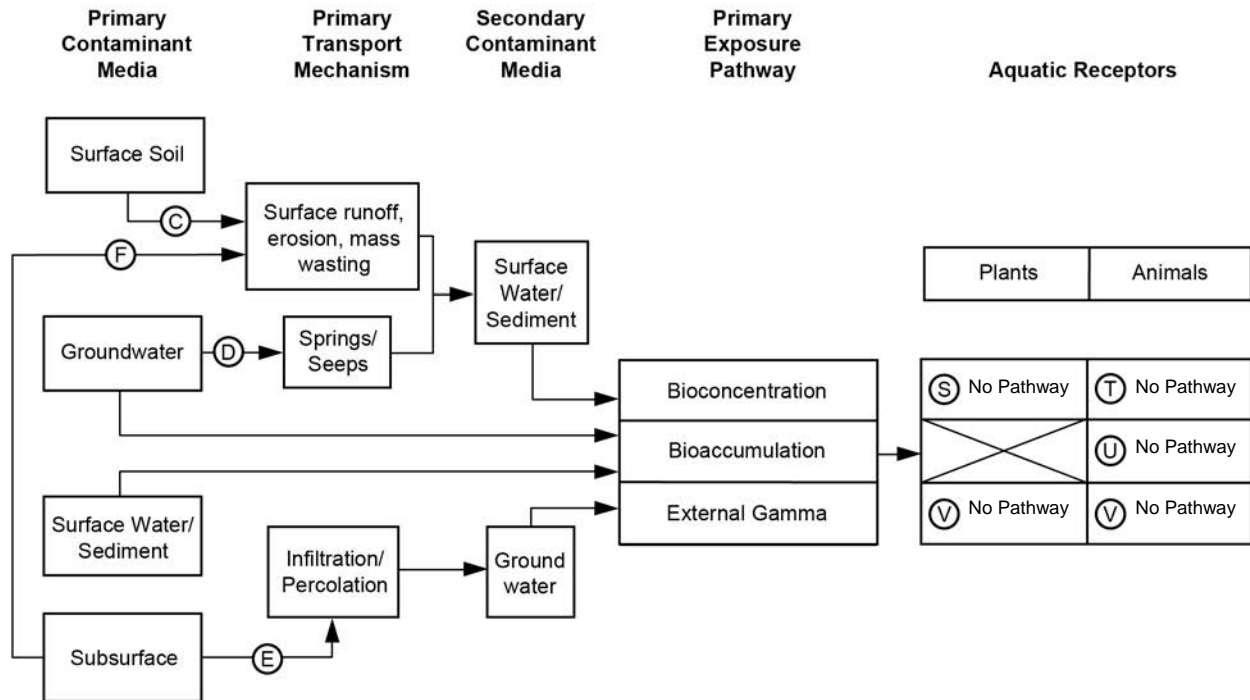 Primary
Contaminant
Media
Primary
Transport
Mechanism
Secondary
Contaminant
Media
Primary
Exposure
Pathway
Aquatic Receptors
Surface Soil
C
F
Surface runoff,
erosion, mass
wasting
Surface
Water/
Sediment
Plants
Animals
Groundwater
D
Springs/
Seeps
Bioconcentration
Bioaccumulation
External Gamma
S No Pathway
T No Pathway
U No Pathway
V No Pathway
V No Pathway
Surface Water/
Sediment
Infiltration/
Percolation
Ground
water
Subsurface
E